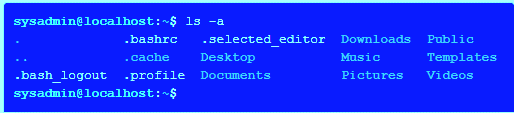 sysadmin@localhost:~$ ls -a
. .bashrc .selected_editor Downloads Public
.. .cache Desktop Music Templates
.bash_logout .profile Documents Pictures Videos
sysadmin@localhost:~$